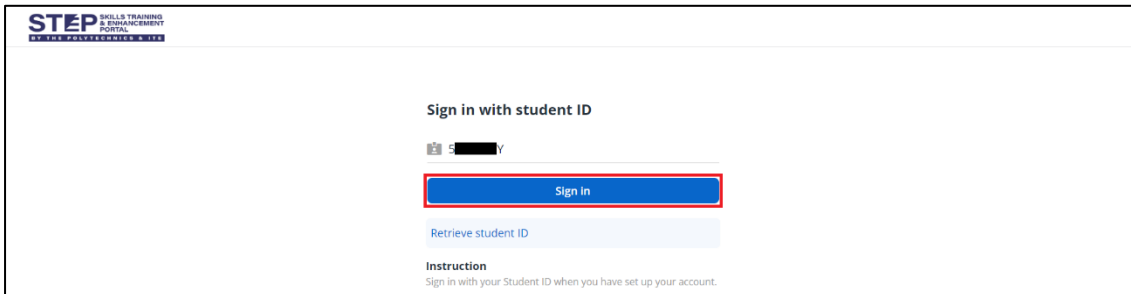 STEP SKILLS TRAINING
& ENHANCEMENT
PORTAL
BY THE POLYTECHNICS & ITE
Sign in with student ID
5 Y
Sign in
Retrieve student ID
Instruction
Sign in with your Student ID when you have set up your account.